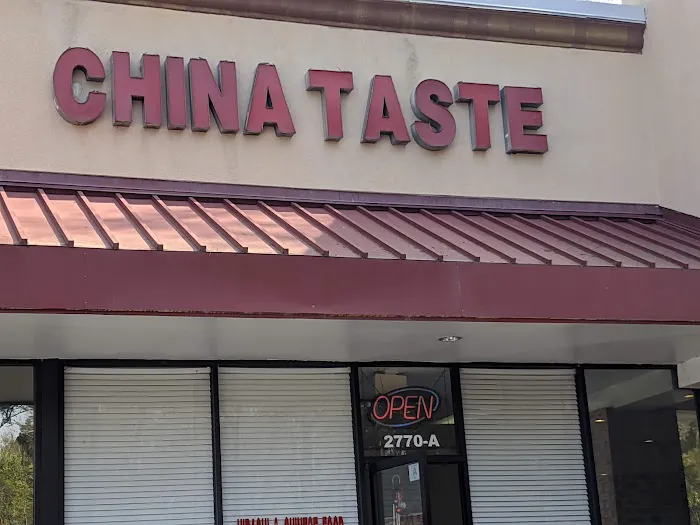 CHINA TASTE
OPEN
2770-A
A